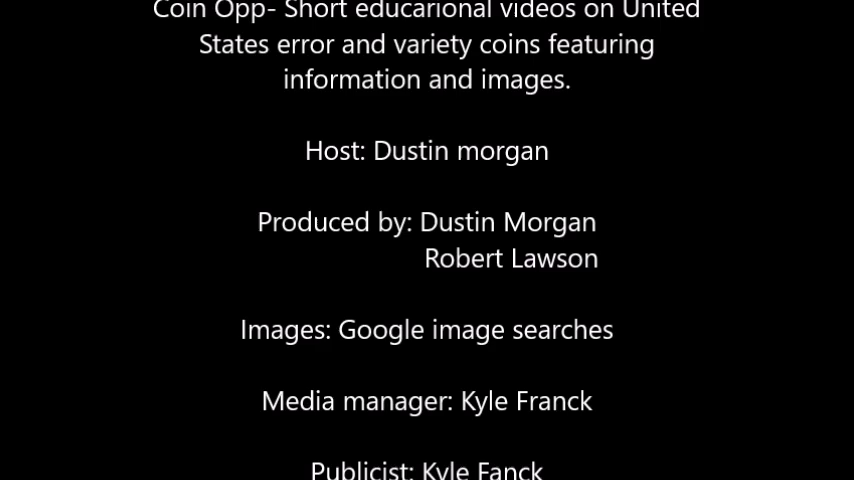 Coin Opp- Short educarional videos on United
States error and variety coins featuring
information and images.
Host: Dustin morgan
Produced by: Dustin Morgan
Robert Lawson
Images: Google image searches
Media manager: Kyle Franck
Publicist: Kyle Fanck